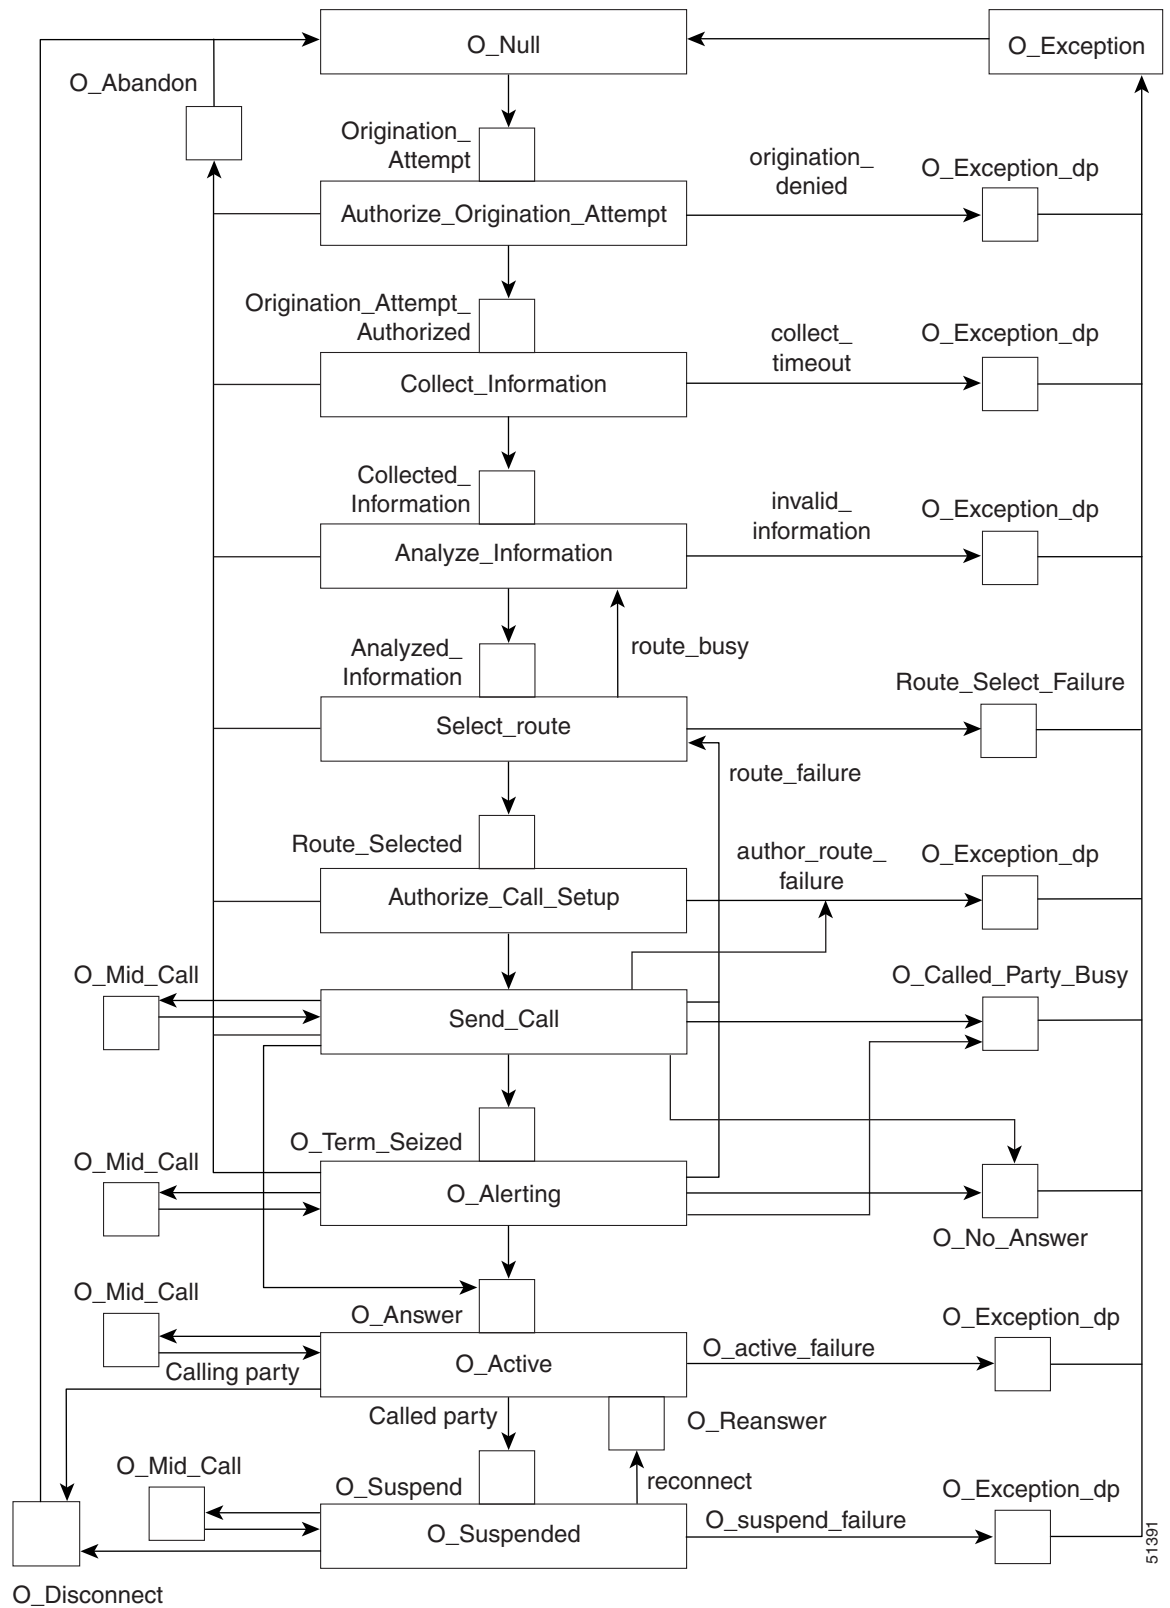 O_Null
O_Exception
O_Abandon
Origination_
Attempt
origination_
denied
O_Exception_dp
Authorize_Origination_Attempt
Origination_Attempt_
Authorized
collect_
timeout
O_Exception_dp
Collect_Information
Collected_
Information
invalid_
information
O_Exception_dp
Analyze_Information
Analyzed_
Information
route_busy
Route_Select_Failure
Select_route
route_failure
Route_Selected
author_route_
failure
O_Exception_dp
Authorize_Call_Setup
O_Mid_Call
O_Called_Party_Busy
Send_Call
O_Term_Seized
O_Mid_Call
O_Alerting
O_No_Answer
O_Mid_Call
O_Answer
O_Exception_dp
O_active_failure
O_Active
Calling party
Called party
O_Reanswer
O_Mid_Call
O_Suspend
reconnect
O_Exception_dp
O_suspend_failure
O_Suspended
O_Disconnect
51391